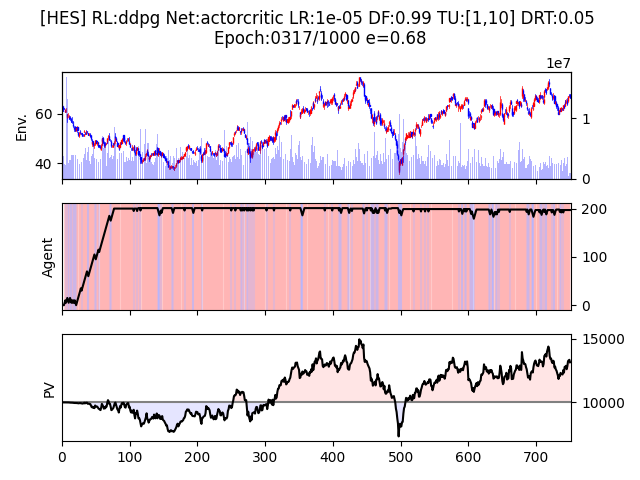 [HES] RL:ddpg Net:actorcritic LR:1e-05 DF:0.99 TU:[1,10] DRT:0.05
Epoch:0317/1000 e=0.68
1e7
Env.
60
40
1
0
Agent
200
100
0
PV
15000
10000
0 100 200 300 400 500 600 700